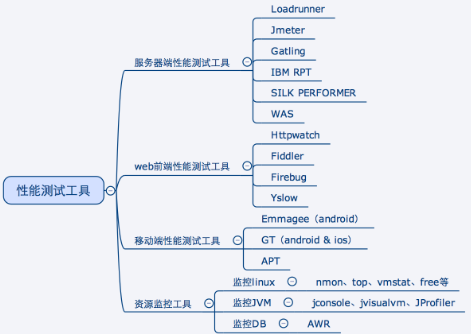 性能测试工具
服务器端性能测试工具
Loadrunner
Jmeter
Gatling
IBM RPT
SILK PERFORMER
WAS
web前端性能测试工具
Httpwatch
Fiddler
Firebug
Yslow
移动端性能测试工具
Emmagee（android）
GT（android & ios）
APT
资源监控工具
监控linux
nmon、top、vmstat、free等
监控JVM
jconsole、jvisualvm、JProfiler
监控DB
AWR